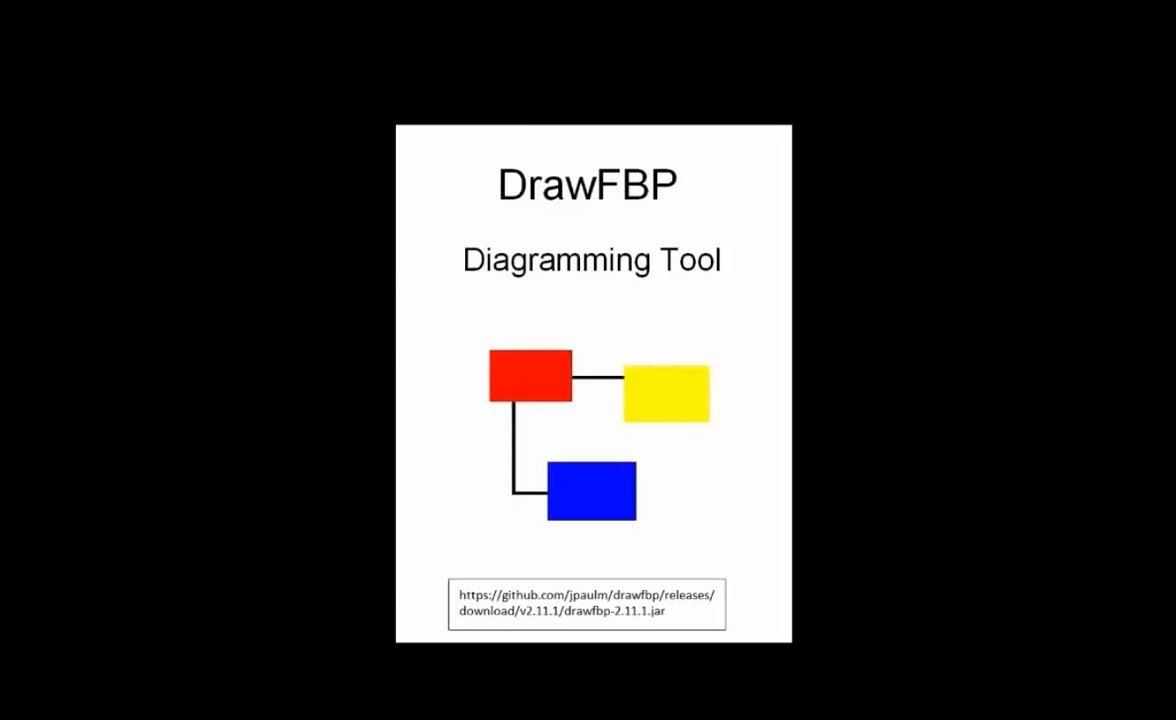 DrawFBP
Diagramming Tool
https://github.com/jpaulm/drawfbp/releases/
download/v2.11.1/drawfbp-2.11.1.jar